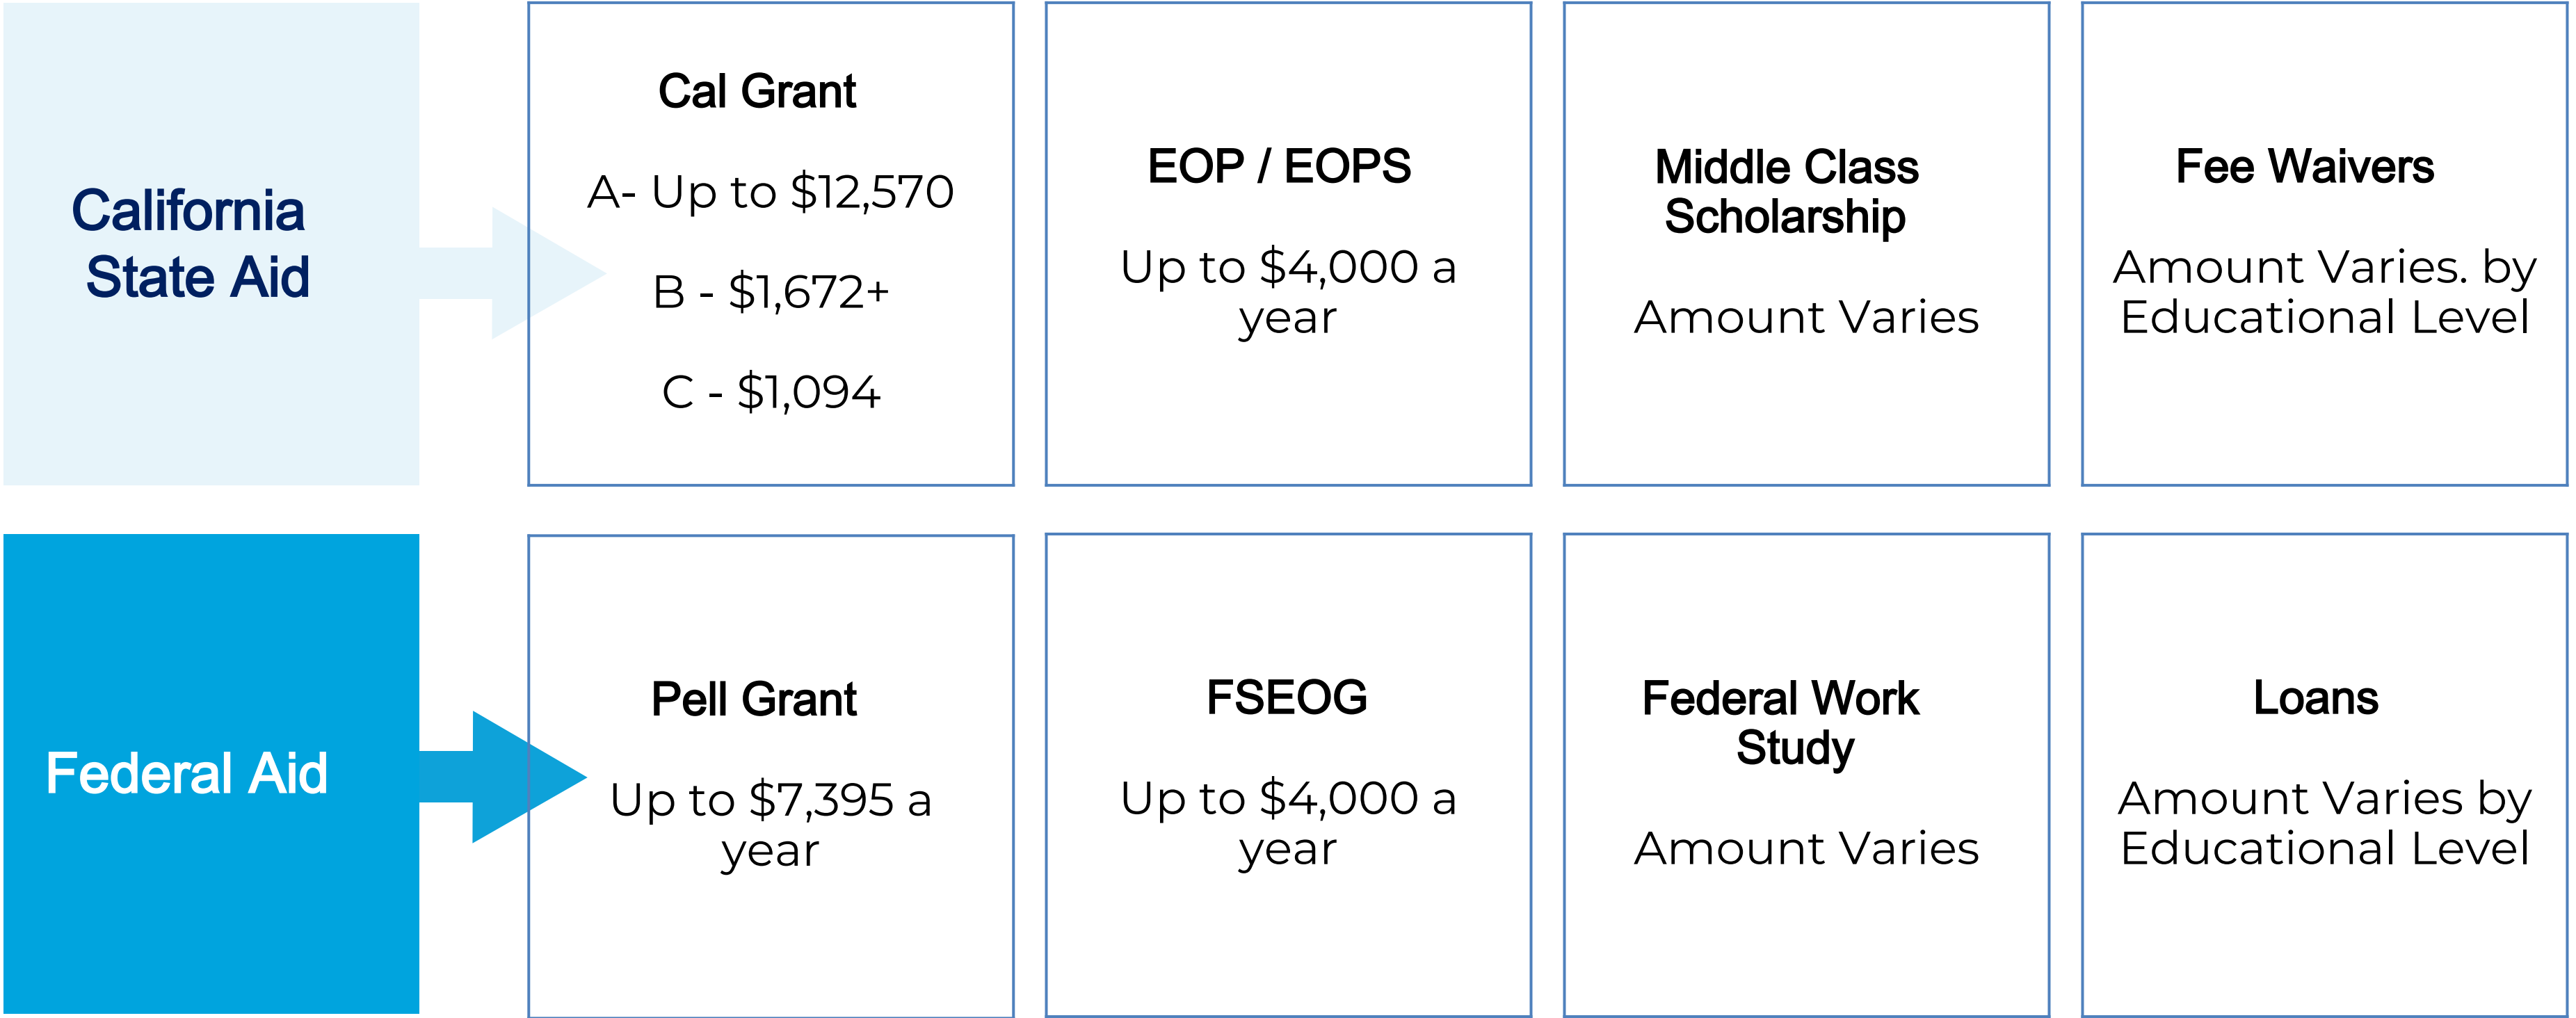 California
State Aid
Cal Grant
A- Up to $12,570
B - $1,672+
C - $1,094
EOP / EOPS
Up to $4,000 a
year
Middle Class
Scholarship
Amount Varies
Fee Waivers
Amount Varies. by
Educational Level
Federal Aid
Pell Grant
Up to $7,395 a
year
FSEOG
Up to $4,000 a
year
Federal Work
Study
Amount Varies
Loans
Amount Varies by
Educational Level